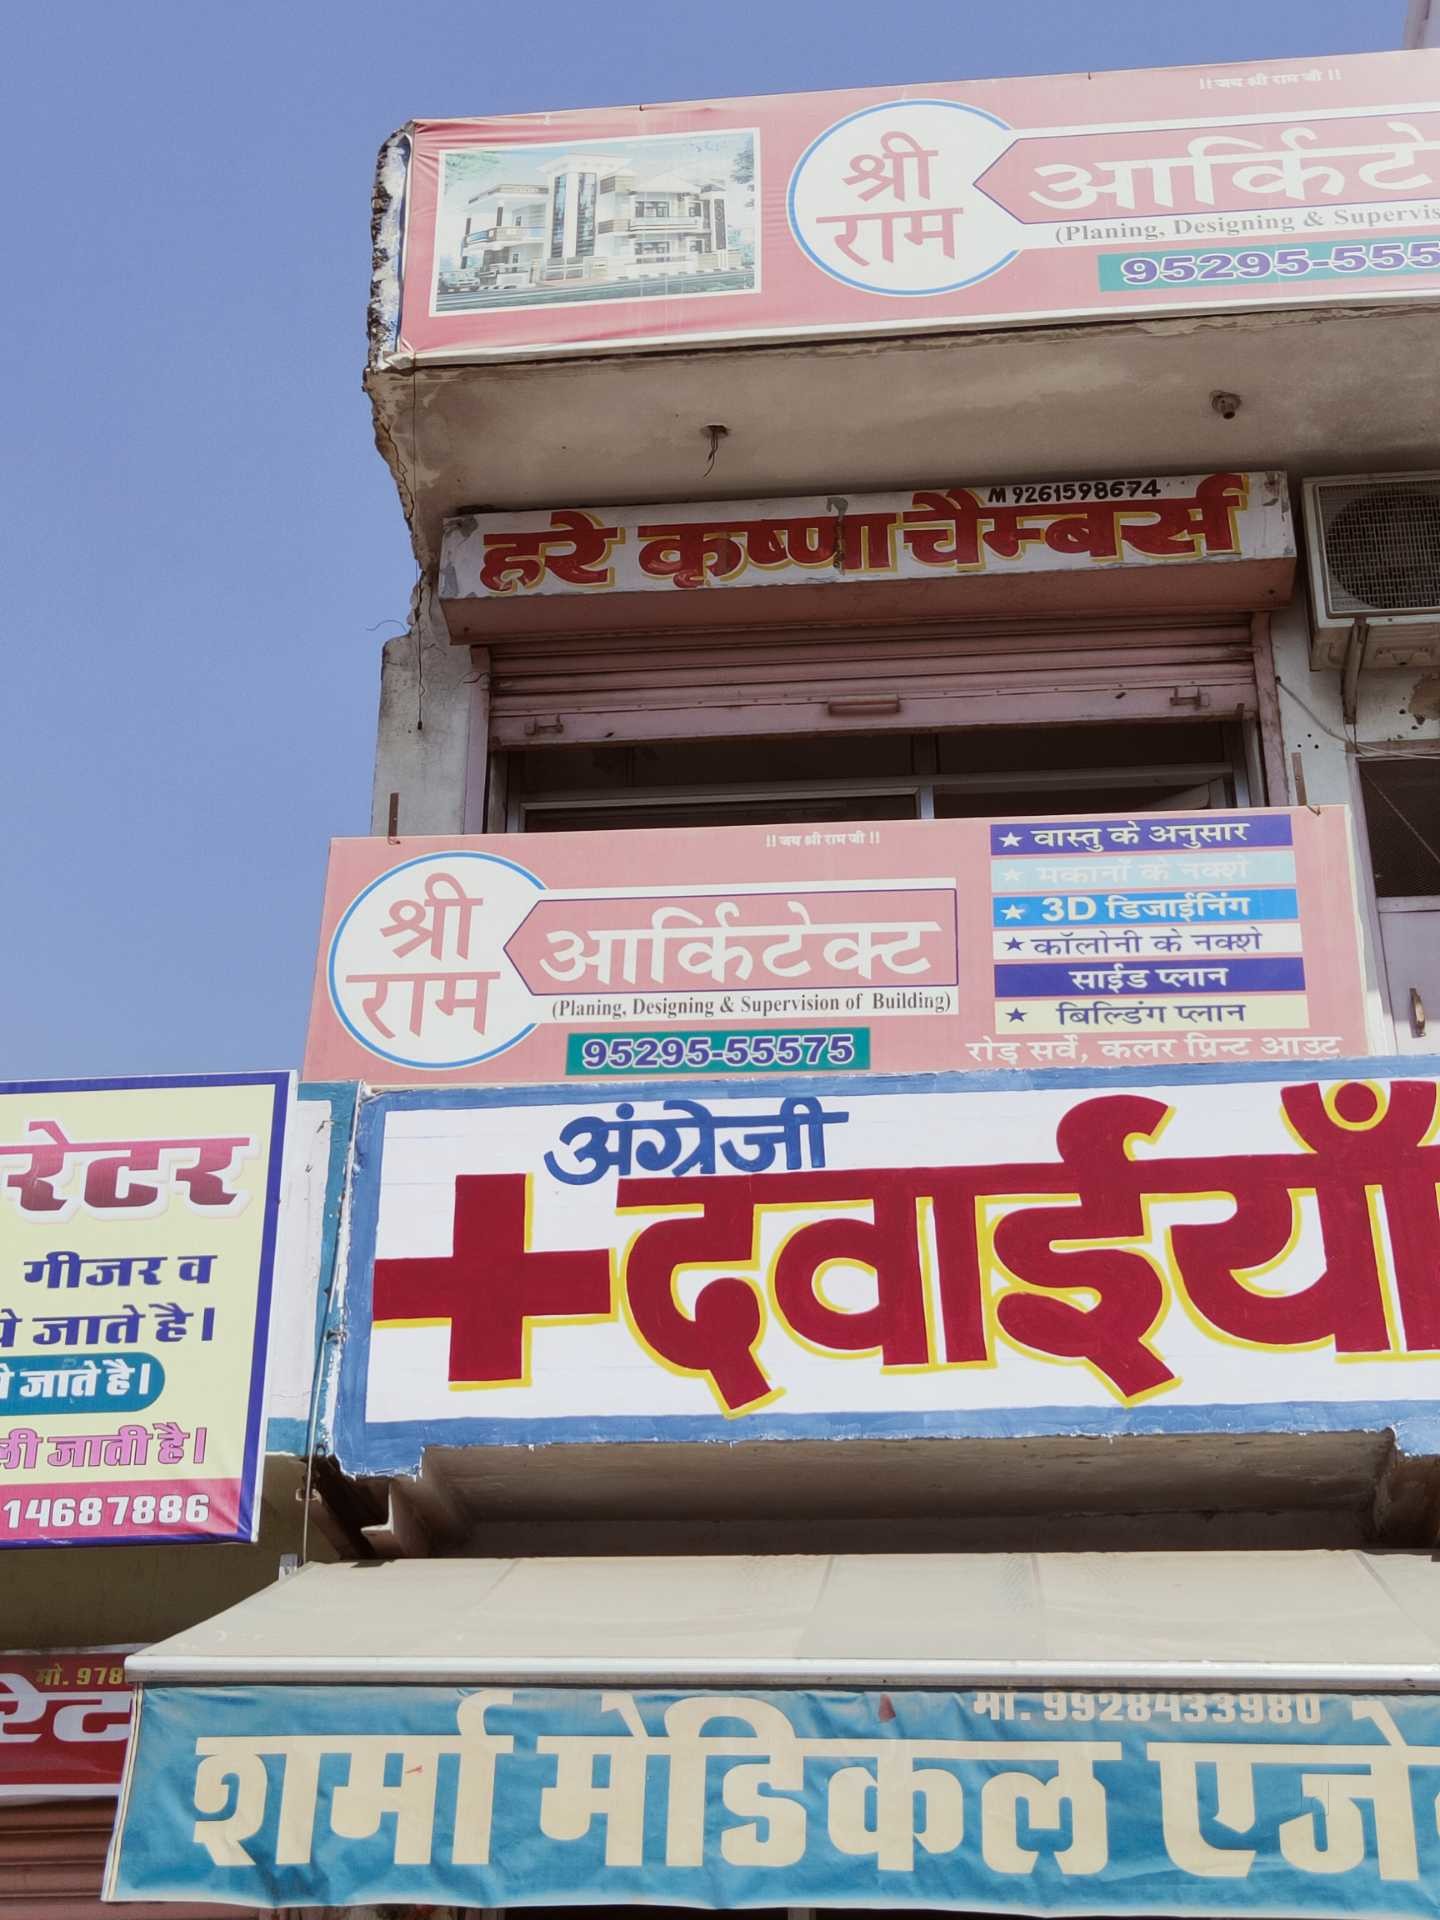 !! जय श्री राम जी !!
श्री
राम
आर्किटे
(Planing, Designing & Supervis
95295-555
M 9261598674
हरे कृष्णा चैम्बर्स
!! जय श्री राम जी !!
श्री
राम
आर्किटेक्ट
(Planing, Designing & Supervision of Building)
95295-55575
★ वास्तु के अनुसार
★ मकानों के नक्शे
★ 3D डिजाईनिंग
★ कॉलोनी के नक्शे
साईड प्लान
★ बिल्डिंग प्लान
रोड़ सर्वे, कलर प्रिन्ट आउट
अंग्रेजी
+ दवाईयाँ
रेटर
गीजर व
जाते है।
जाते है।
ली जाती है।
14687886
मो. 978
रेट
मो. 9928433980
शर्मा मेडिकल एजे